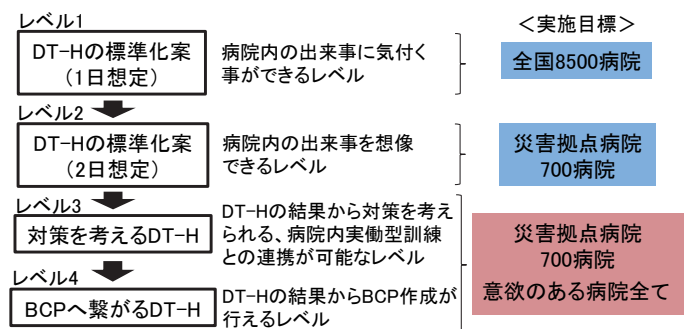 レベル1
<実施目標>
DT-Hの標準化案
(1日想定)
病院内の出来事に気付く
事ができるレベル
全国8500病院
レベル2
DT-Hの標準化案
(2日想定)
病院内の出来事を想像
できるレベル
災害拠点病院
700病院
レベル3
対策を考えるDT-H
DT-Hの結果から対策を考え
られる、病院内実働型訓練
との連携が可能なレベル
災害拠点病院
700病院
意欲のある病院全て
レベル4
BCPへ繋がるDT-H
DT-Hの結果からBCP作成が
行えるレベル